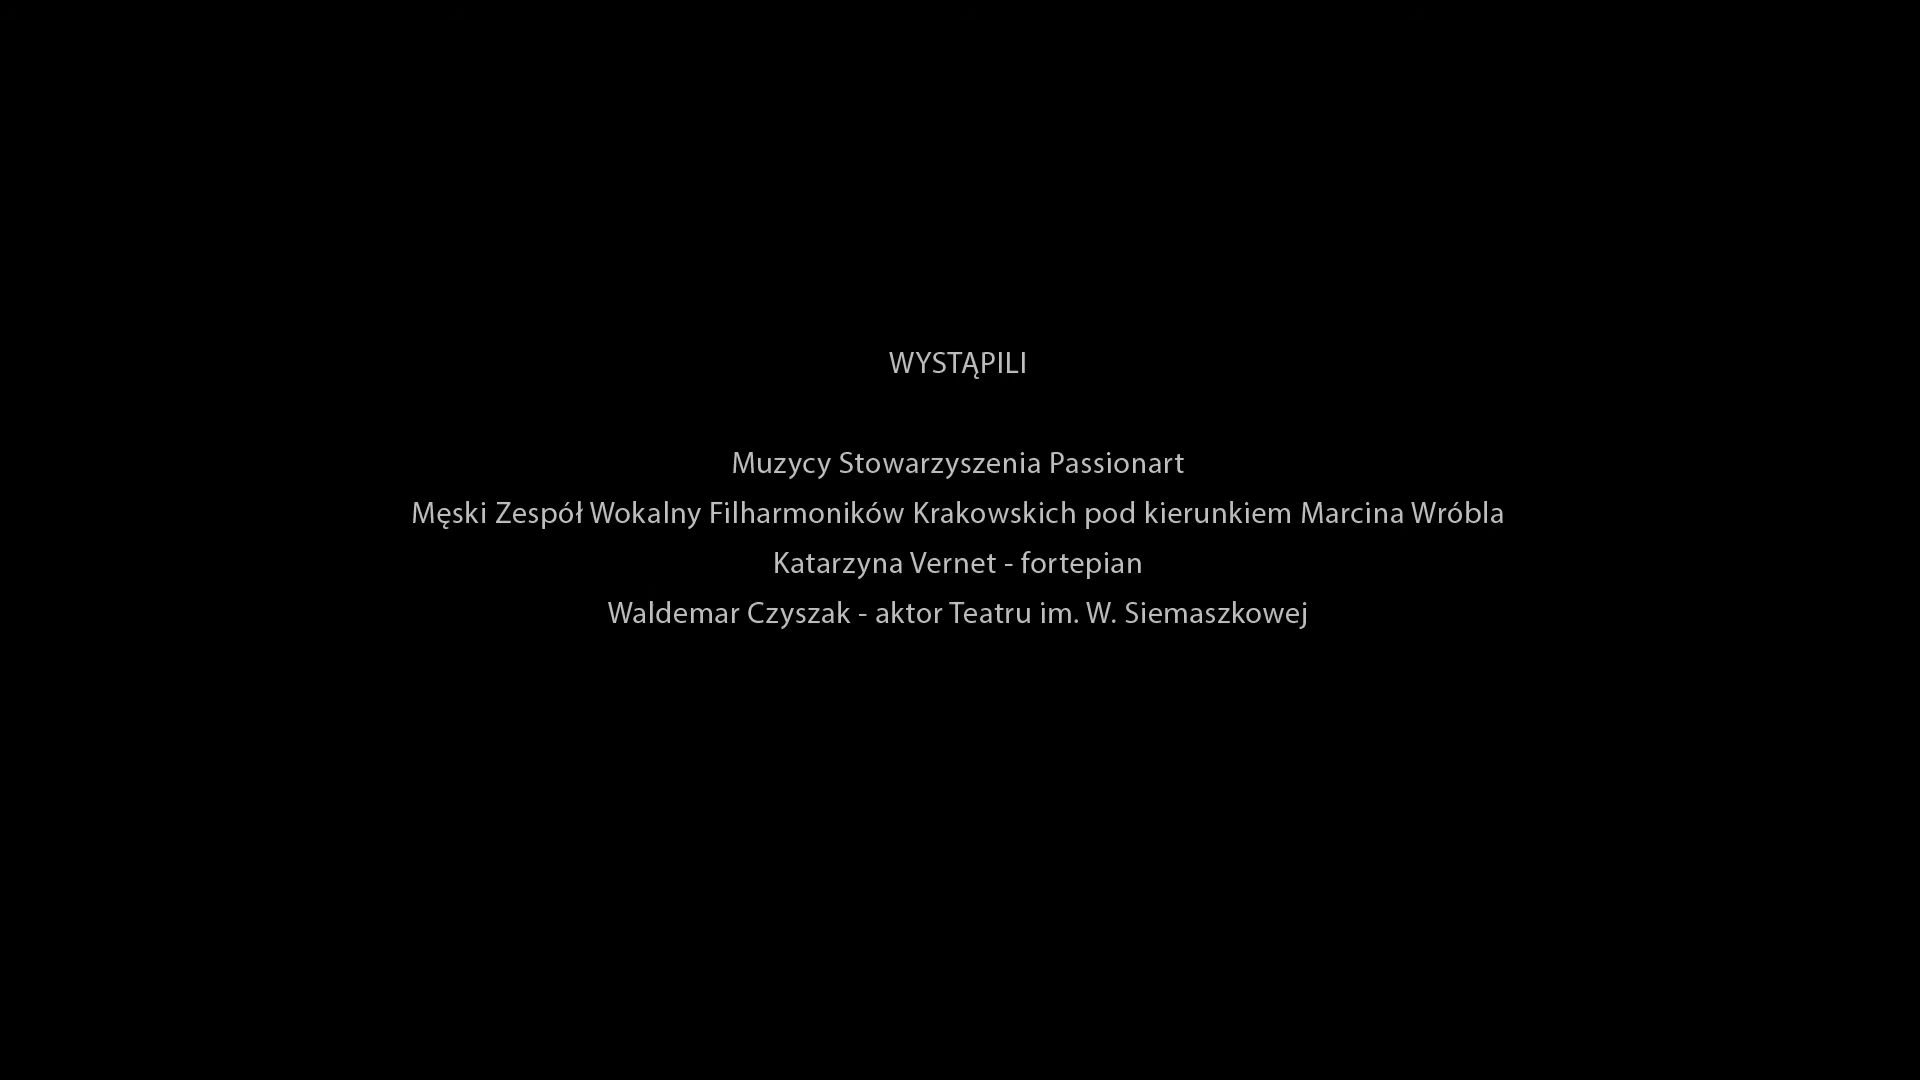 WYSTĄPILI
Muzycy Stowarzyszenia Passionart
Męski Zespół Wokalny Filharmoników Krakowskich pod kierunkiem Marcina Wróbla
Katarzyna Vernet - fortepian
Waldemar Czyszak - aktor Teatru im. W. Siemaszkowej